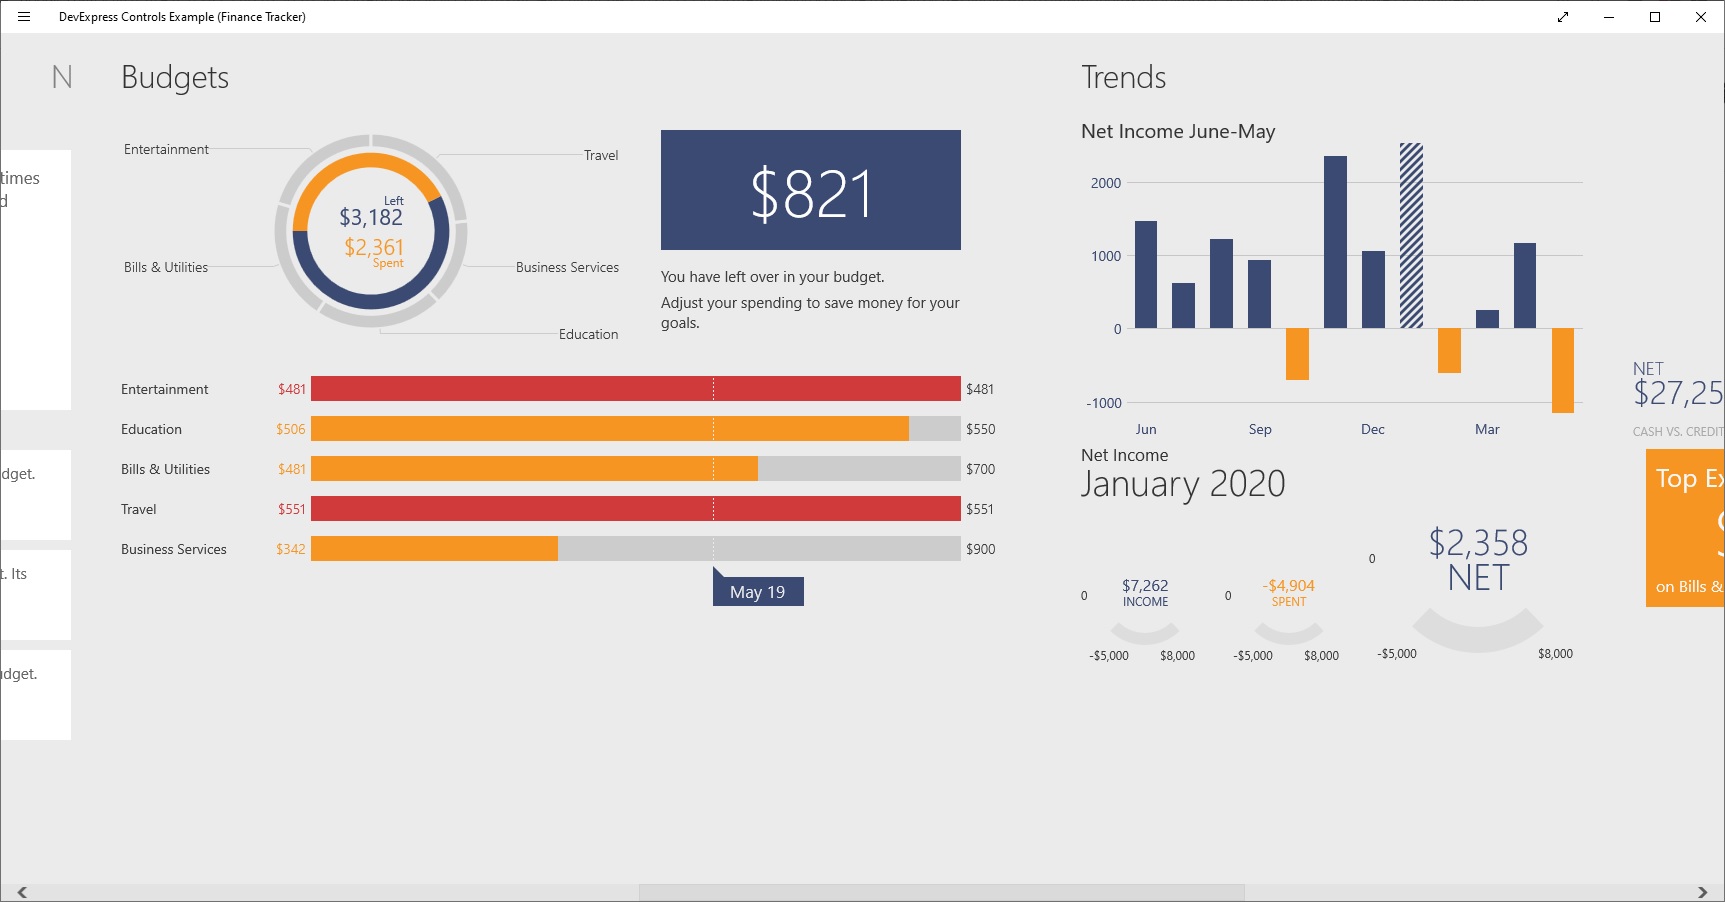 DevExpress Controls Example (Finance Tracker)
N
Budgets
Trends
times
d
dget.
t. Its
dget.
Entertainment
Travel
Bills & Utilities
Business Services
Education
Left
$3,182
$2,361
Spent
$821
You have left over in your budget.
Adjust your spending to save money for your
goals.
Entertainment $481 $481
Education $506 $550
Bills & Utilities $481 $700
Travel $551 $551
Business Services $342 $900
May 19
Net Income June-May
2000
1000
0
-1000
Jun Sep Dec Mar
Net Income
January 2020
0
$7,262
INCOME
-$5,000 $8,000
0
-$4,904
SPENT
-$5,000 $8,000
0
$2,358
NET
-$5,000 $8,000
NET
$27,25
CASH VS. CREDIT
Top Ex
on Bills &